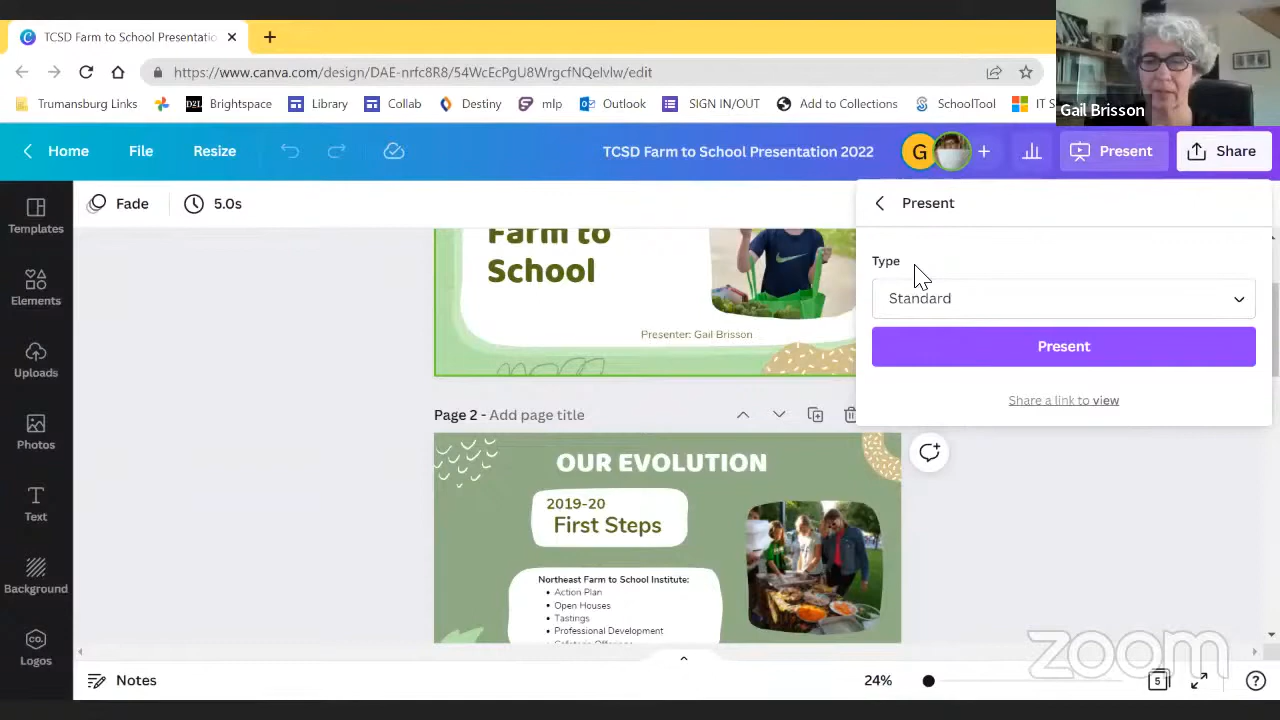 TCSD Farm to School Presentatio
https://www.canva.com/design/DAE-nrfc8R8/54WcEcPgU8WrgcfNQelvlw/edit
Trumansburg Links
D2L Brightspace
Library
Collab
Destiny
mlp
Outlook
SIGN IN/OUT
Add to Collections
SchoolTool
IT S
Gail Brisson
Home
File
Resize
TCSD Farm to School Presentation 2022
G
Present
Share
Templates
Elements
Uploads
Photos
Text
Background
CO.
Logos
Fade
5.0s
Farm to
School
Presenter: Gail Brisson
Present
Type
Standard
Present
Share a link to view
Page 2 - Add page title
OUR EVOLUTION
2019-20
First Steps
Northeast Farm to School Institute:
• Action Plan
• Open Houses
• Tastings
• Professional Development
Notes
24%
5
zoom